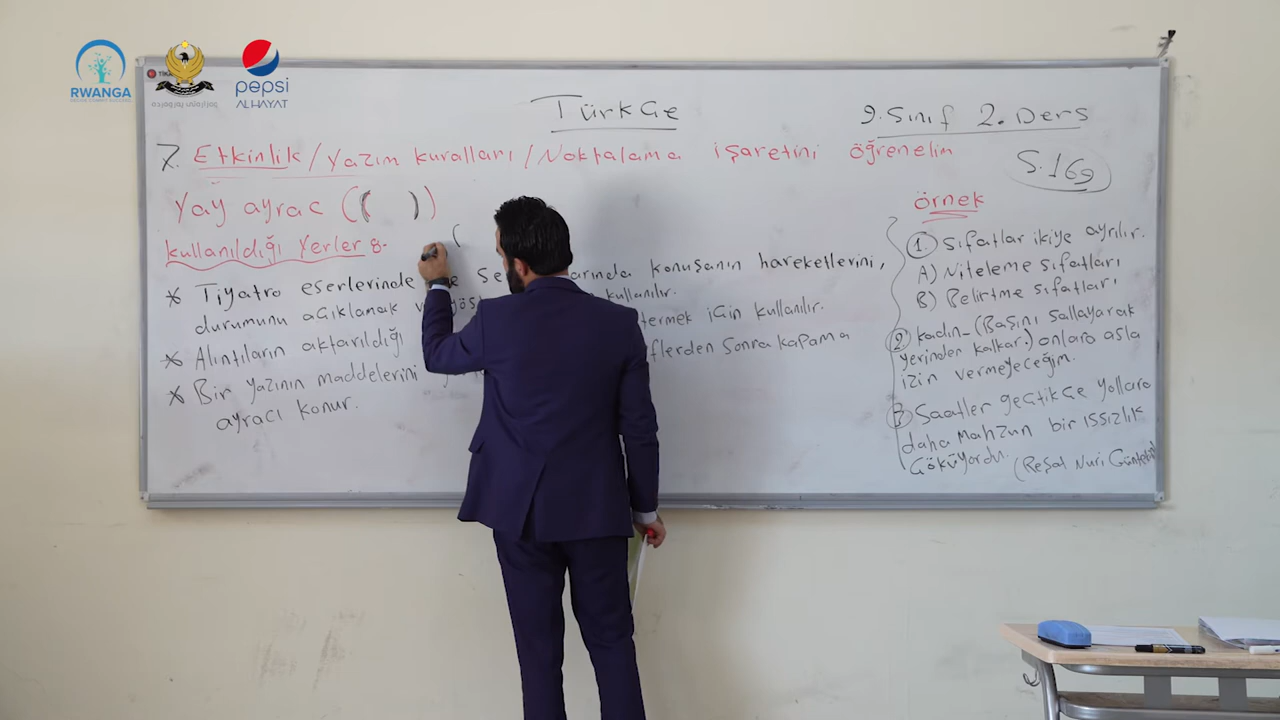 RWANGA
pepsi
ALHAYAT
Türkçe
9. Sınıf 2. Ders
7. Etkinlik / Yazım kuralları / Noktalama işaretini öğrenelim
S. 169
Yay ayraç (( ))
(
kullanıldığı Yerler :-
* Tiyatro eserlerinde konuşanın hareketlerini,
durumunu açıklamak kullanılır.
* Alıntıların aktarıldığı için kullanılır.
* Bir yazının maddelerini sonra kapama
ayracı konur.
örnek
1 Sıfatlar ikiye ayrılır.
A) Niteleme sıfatları
B) Belirtme sıfatları
2 kadın - (Başını sallayarak
yerinden kalkar.) onlara asla
izin vermeyeceğim.
3 Saatler geçtikçe yollara
daha mahzun bir ıssızlık
çöküyordu. (Reşat Nuri Güntekin)